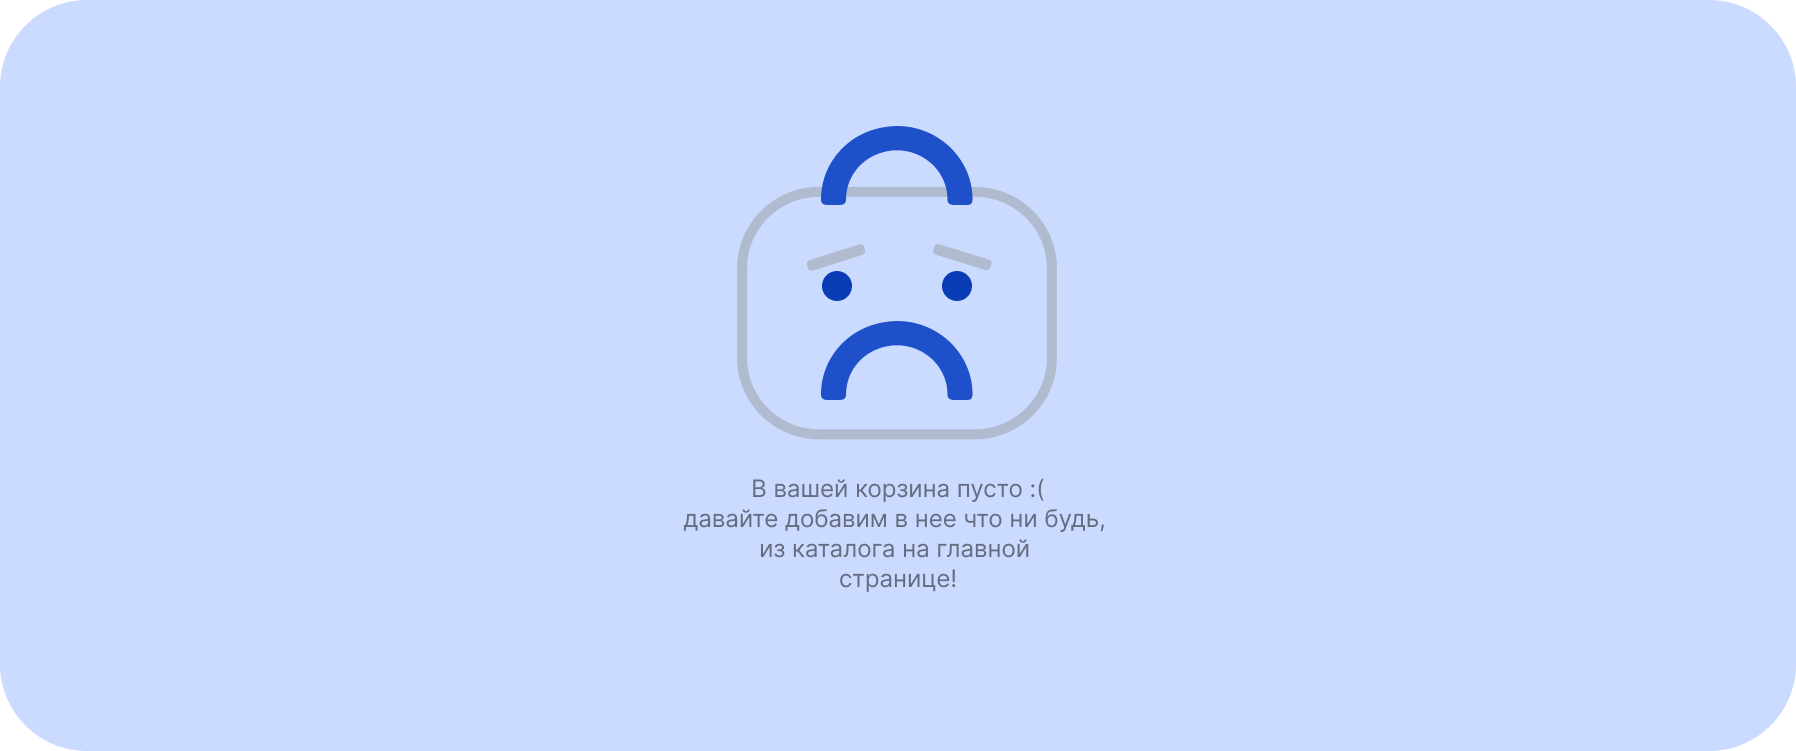 В вашей корзина пусто :(
давайте добавим в нее что ни будь,
из каталога на главной
странице!